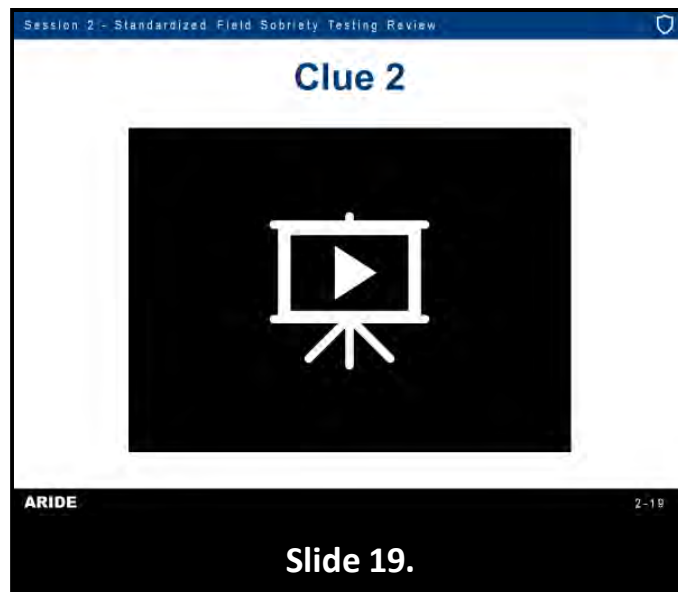 Session 2 - Standardized Field Sobriety Testing Review
Clue 2
ARIDE
2-19
Slide 19.